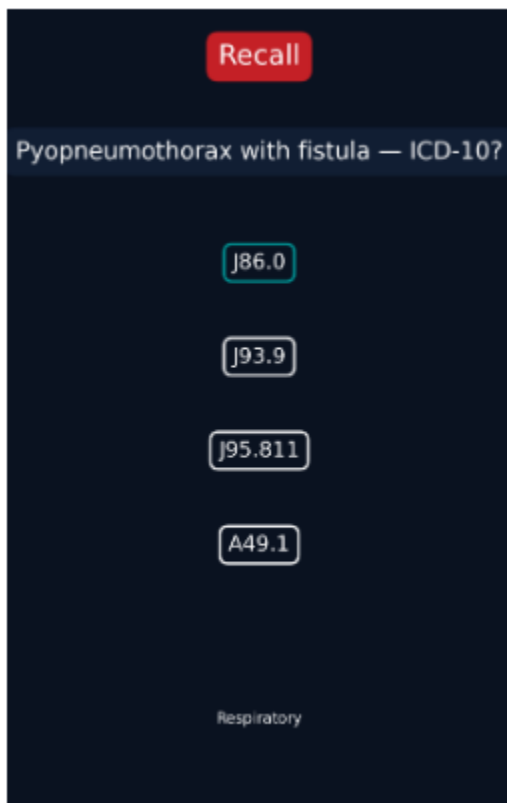 Recall
Pyopneumothorax with fistula — ICD-10?
J86.0
J93.9
J95.811
A49.1
Respiratory